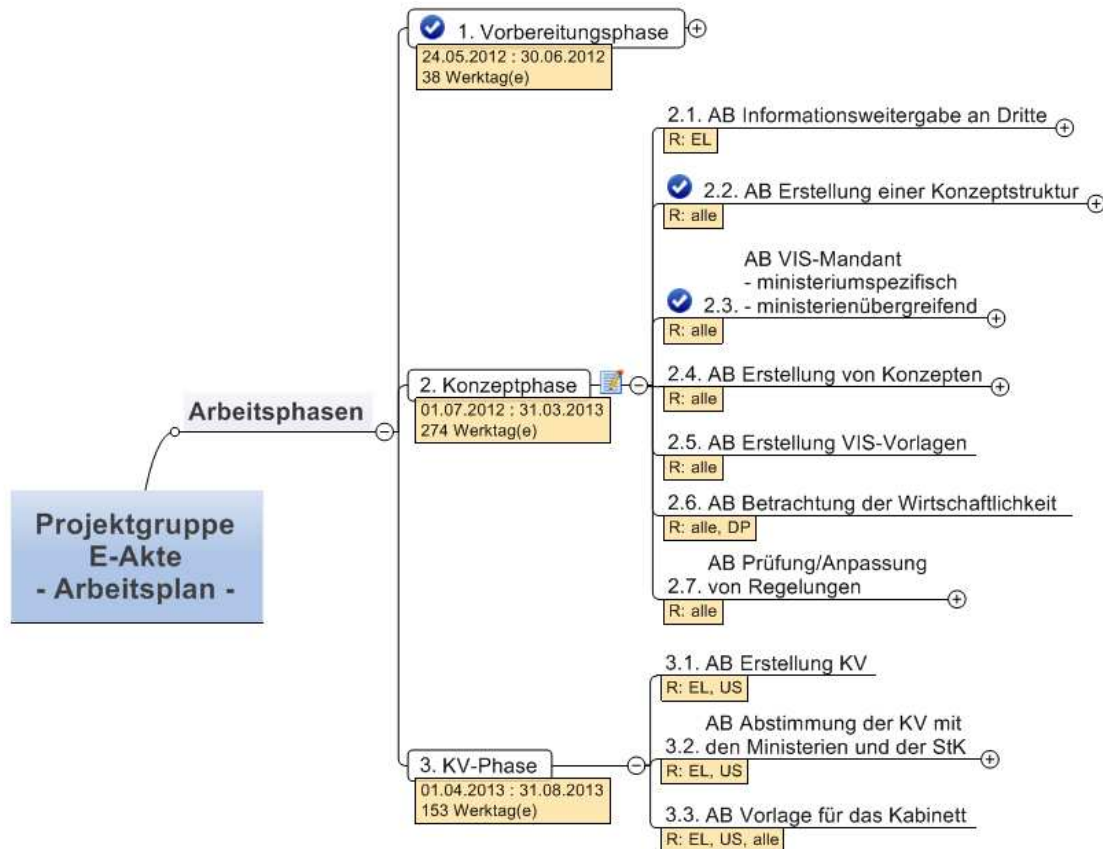 Projektgruppe
E-Akte
- Arbeitsplan -
Arbeitsphasen
1. Vorbereitungsphase
24.05.2012 : 30.06.2012
38 Werktag(e)
2. Konzeptphase
01.07.2012 : 31.03.2013
274 Werktag(e)
2.1. AB Informationsweitergabe an Dritte
R: EL
2.2. AB Erstellung einer Konzeptstruktur
R: alle
AB VIS-Mandant
- ministeriumspezifisch
2.3. - ministerienübergreifend
R: alle
2.4. AB Erstellung von Konzepten
R: alle
2.5. AB Erstellung VIS-Vorlagen
R: alle
2.6. AB Betrachtung der Wirtschaftlichkeit
R: alle, DP
AB Prüfung/Anpassung
2.7. von Regelungen
R: alle
3. KV-Phase
01.04.2013 : 31.08.2013
153 Werktag(e)
3.1. AB Erstellung KV
R: EL, US
AB Abstimmung der KV mit
3.2. den Ministerien und der StK
R: EL, US
3.3. AB Vorlage für das Kabinett
R: EL, US, alle